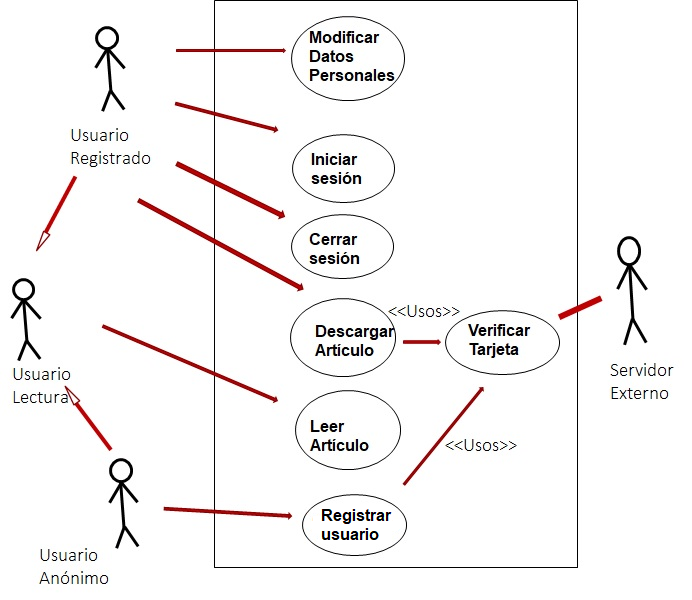 Modificar
Datos
Personales
Usuario
Registrado
Iniciar
sesión
Cerrar
sesión
<<Usos>>
Descargar
Artículo
Verificar
Tarjeta
Usuario
Lectura
Servidor
Externo
Leer
Artículo
<<Usos>>
Registrar
usuario
Usuario
Anónimo